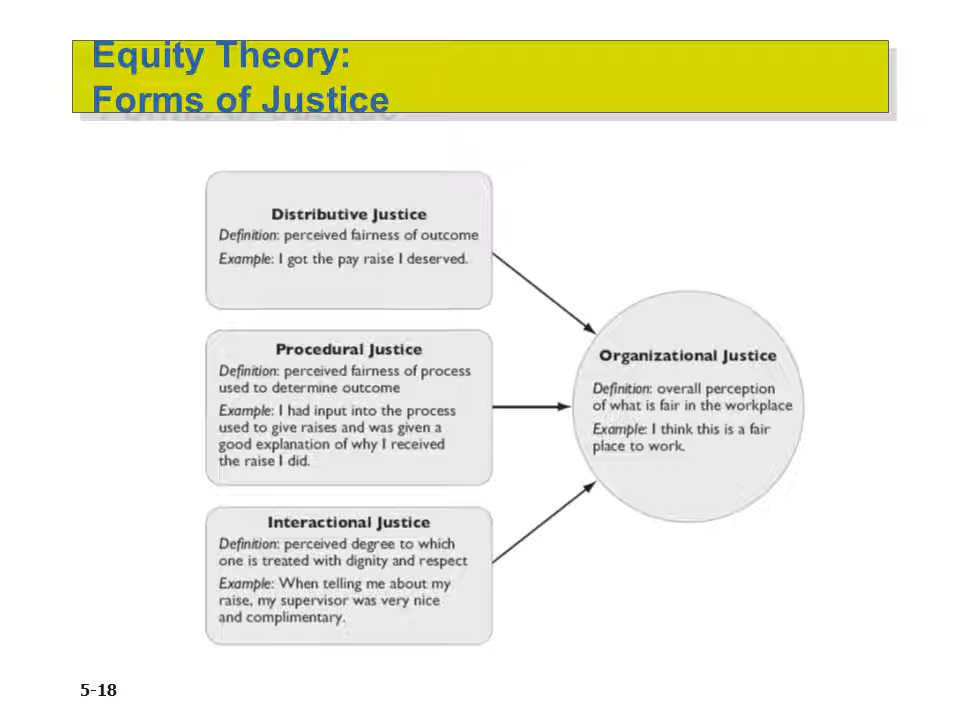 Equity Theory:
Forms of Justice
Distributive Justice
Definition: perceived fairness of outcome
Example: I got the pay raise I deserved.
Procedural Justice
Definition: perceived fairness of process
used to determine outcome
Example: I had input into the process
used to give raises and was given a
good explanation of why I received
the raise I did.
Interactional Justice
Definition: perceived degree to which
one is treated with dignity and respect
Example: When telling me about my
raise, my supervisor was very nice
and complimentary.
Organizational Justice
Definition: overall perception
of what is fair in the workplace
Example: I think this is a fair
place to work.
5-18